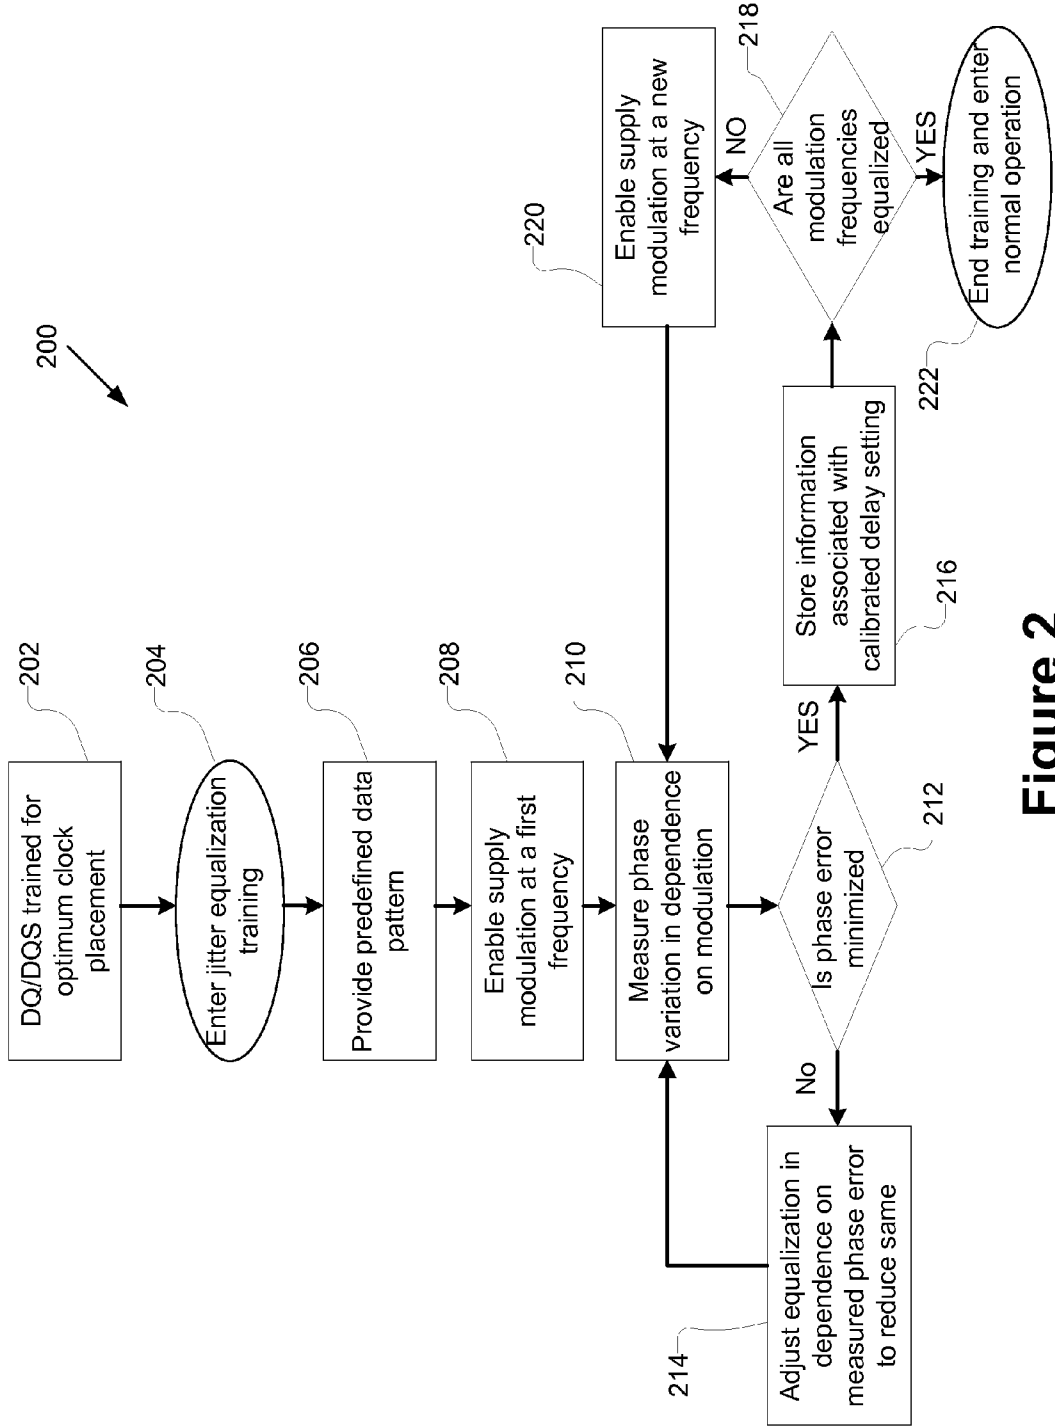 200
DQ/DQS trained for
optimum clock
placement
202
Enter jitter equalization
training
204
Provide predefined data
pattern
206
Enable supply
modulation at a first
frequency
208
Measure phase
variation in dependence
on modulation
210
Is phase error
minimized
212
No
Adjust equalization in
dependence on
measured phase error
to reduce same
214
YES
Store information
associated with
calibrated delay setting
216
Are all
modulation
frequencies
equalized
218
NO
Enable supply
modulation at a new
frequency
220
YES
End training and enter
normal operation
222
Figure 2